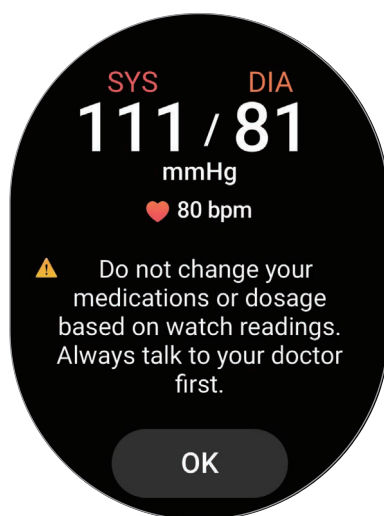 SYS DIA
111 / 81
mmHg
80 bpm
Do not change your
medications or dosage
based on watch readings.
Always talk to your doctor
first.
OK